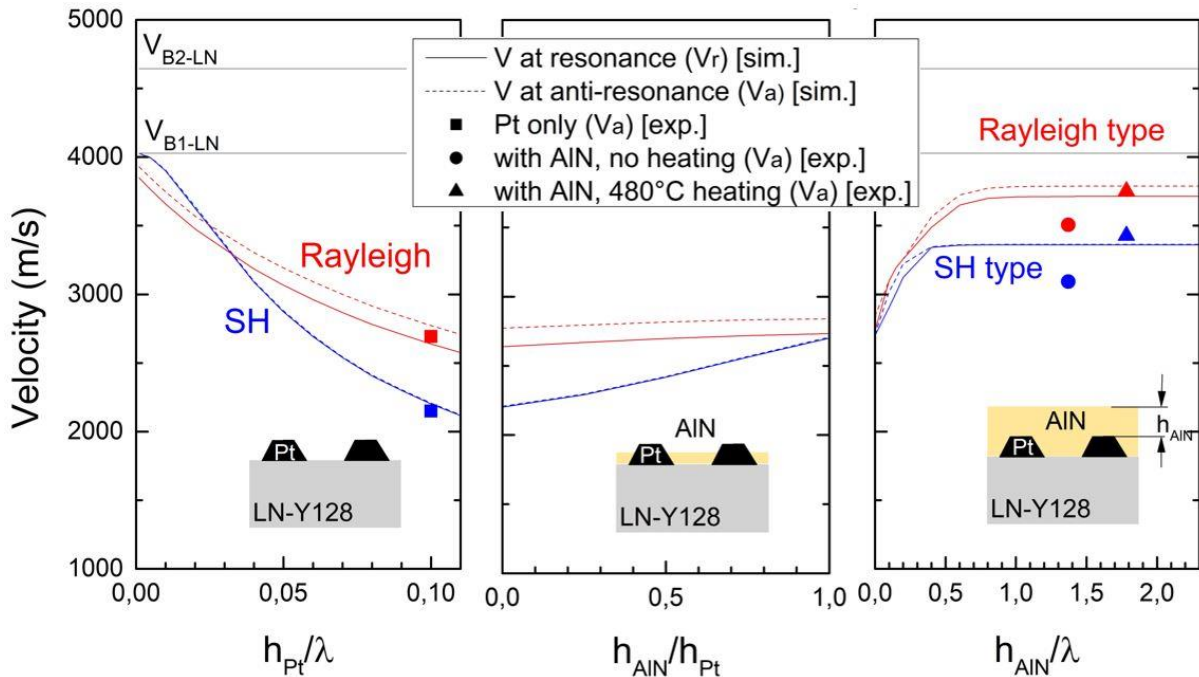 5000
4000
3000
2000
1000
Velocity (m/s)
V_B2-LN
V_B1-LN
V at resonance (Vr) [sim.]
V at anti-resonance (Va) [sim.]
Pt only (Va) [exp.]
with AlN, no heating (Va) [exp.]
with AlN, 480°C heating (Va) [exp.]
Rayleigh
SH
Pt
LN-Y128
0,00
0,05
0,10
h_Pt/λ
AlN
Pt
LN-Y128
0,0
0,5
1,0
h_AlN/h_Pt
Rayleigh type
SH type
AlN
h_AlN
Pt
LN-Y128
0,0
0,5
1,0
1,5
2,0
h_AlN/λ